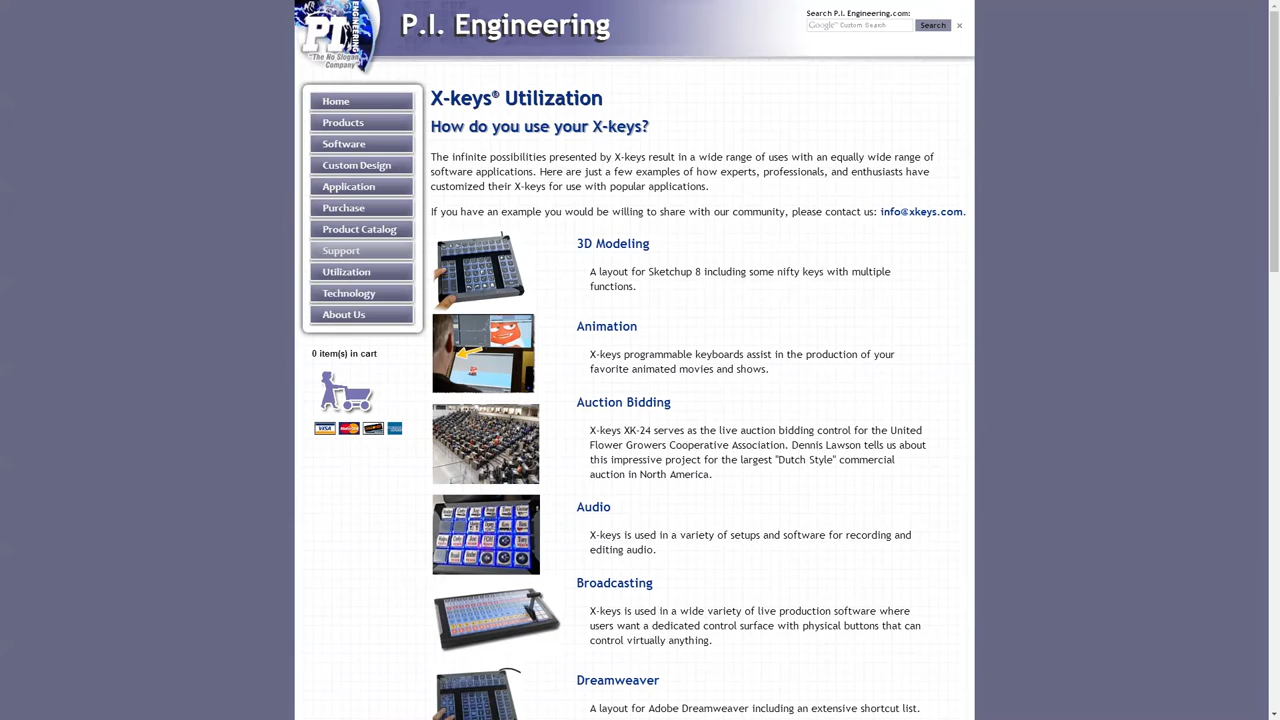 P.I. Engineering
Search P.I. Engineering.com:
Google™ Custom Search
Search
×
PI
ENGINEERING
"The No Slogan
Company"
Home
Products
Software
Custom Design
Application
Purchase
Product Catalog
Support
Utilization
Technology
About Us
0 item(s) in cart
VISA
X-keys® Utilization
How do you use your X-keys?
The infinite possibilities presented by X-keys result in a wide range of uses with an equally wide range of
software applications. Here are just a few examples of how experts, professionals, and enthusiasts have
customized their X-keys for use with popular applications.
If you have an example you would be willing to share with our community, please contact us: info@xkeys.com.
3D Modeling
A layout for Sketchup 8 including some nifty keys with multiple
functions.
Animation
X-keys programmable keyboards assist in the production of your
favorite animated movies and shows.
Auction Bidding
X-keys XK-24 serves as the live auction bidding control for the United
Flower Growers Cooperative Association. Dennis Lawson tells us about
this impressive project for the largest "Dutch Style" commercial
auction in North America.
Audio
X-keys is used in a variety of setups and software for recording and
editing audio.
Broadcasting
X-keys is used in a wide variety of live production software where
users want a dedicated control surface with physical buttons that can
control virtually anything.
Dreamweaver
A layout for Adobe Dreamweaver including an extensive shortcut list.